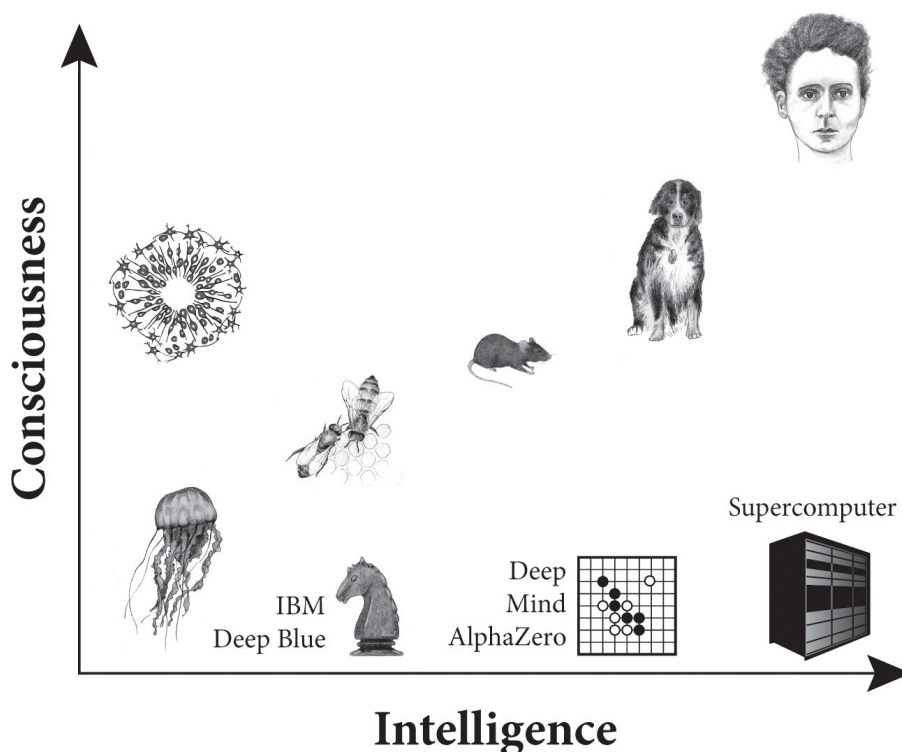 Consciousness
Supercomputer
Deep
Mind
AlphaZero
IBM
Deep Blue
Intelligence